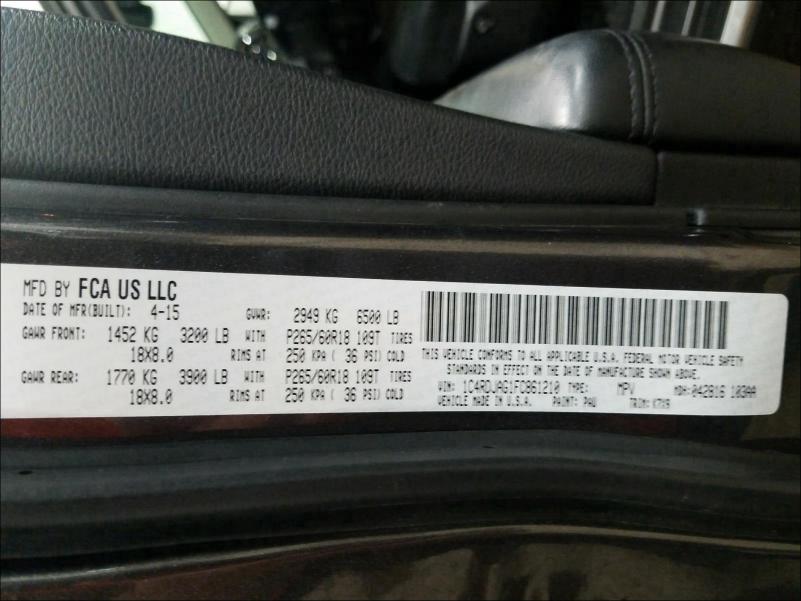 MFD BY FCA US LLC
DATE OF MFR(BUILT): 4-15 GVWR: 2949 KG 6500 LB
GAWR FRONT: 1452 KG 3200 LB WITH P265/60R18 109T TIRES
18X8.0 RIMS AT 250 KPA ( 36 PSI) COLD
GAWR REAR: 1770 KG 3900 LB WITH P265/60R18 109T TIRES
18X8.0 RIMS AT 250 KPA ( 36 PSI) COLD
THIS VEHICLE CONFORMS TO ALL APPLICABLE U.S.A. FEDERAL MOTOR VEHICLE SAFETY
STANDARDS IN EFFECT ON THE DATE OF MANUFACTURE SHOWN ABOVE.
VIN: 1C4RDJAG1FC861210 TYPE: MPV MDH: 042816 103AA
VEHICLE MADE IN U.S.A. PAINT: PAU TRIM: K7X9